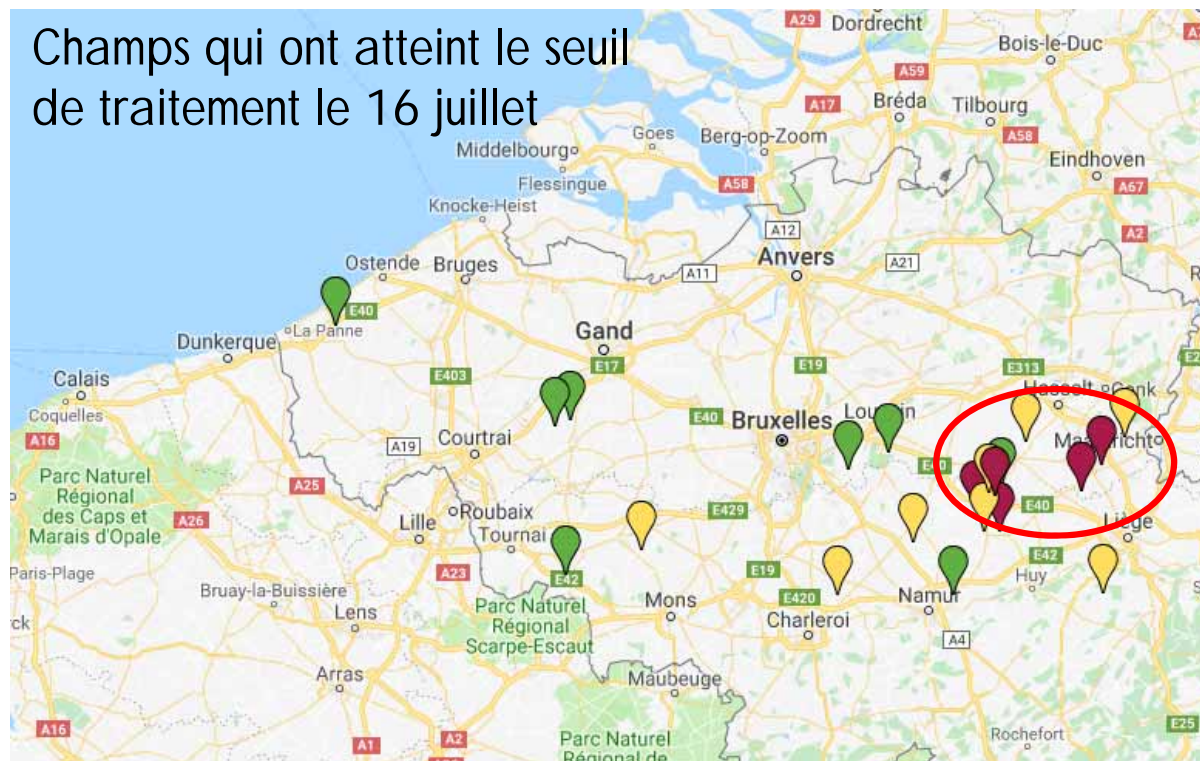 Champs qui ont atteint le seuil
de traitement le 16 juillet
A29
Dordrecht
Bois-le-Duc
A59
A17
Bréda
Tilbourg
A58
Goes
Berg-op-Zoom
Middelbourg
Eindhoven
Flessingue
A58
A67
Knocke-Heist
A12
A2
Ostende
Bruges
Anvers
A11
A21
E40
La Panne
Dunkerque
Gand
E17
E19
E313
Calais
E403
Coquelles
E40
Bruxelles
A16
A19
Courtrai
Parc Naturel
Régional
des Caps et
Marais d'Opale
A25
A26
Lille
Roubaix
Tournai
E429
E40
Liège
E42
Paris-Plage
A23
E42
E19
E420
Huy
Bruay-la-Buissière
Lens
Parc Naturel
Régional
Scarpe-Escaut
Mons
Charleroi
Namur
A4
Arras
Maubeuge
A16
A1
A2
Parc Naturel
Régional de
Rochefort
E25